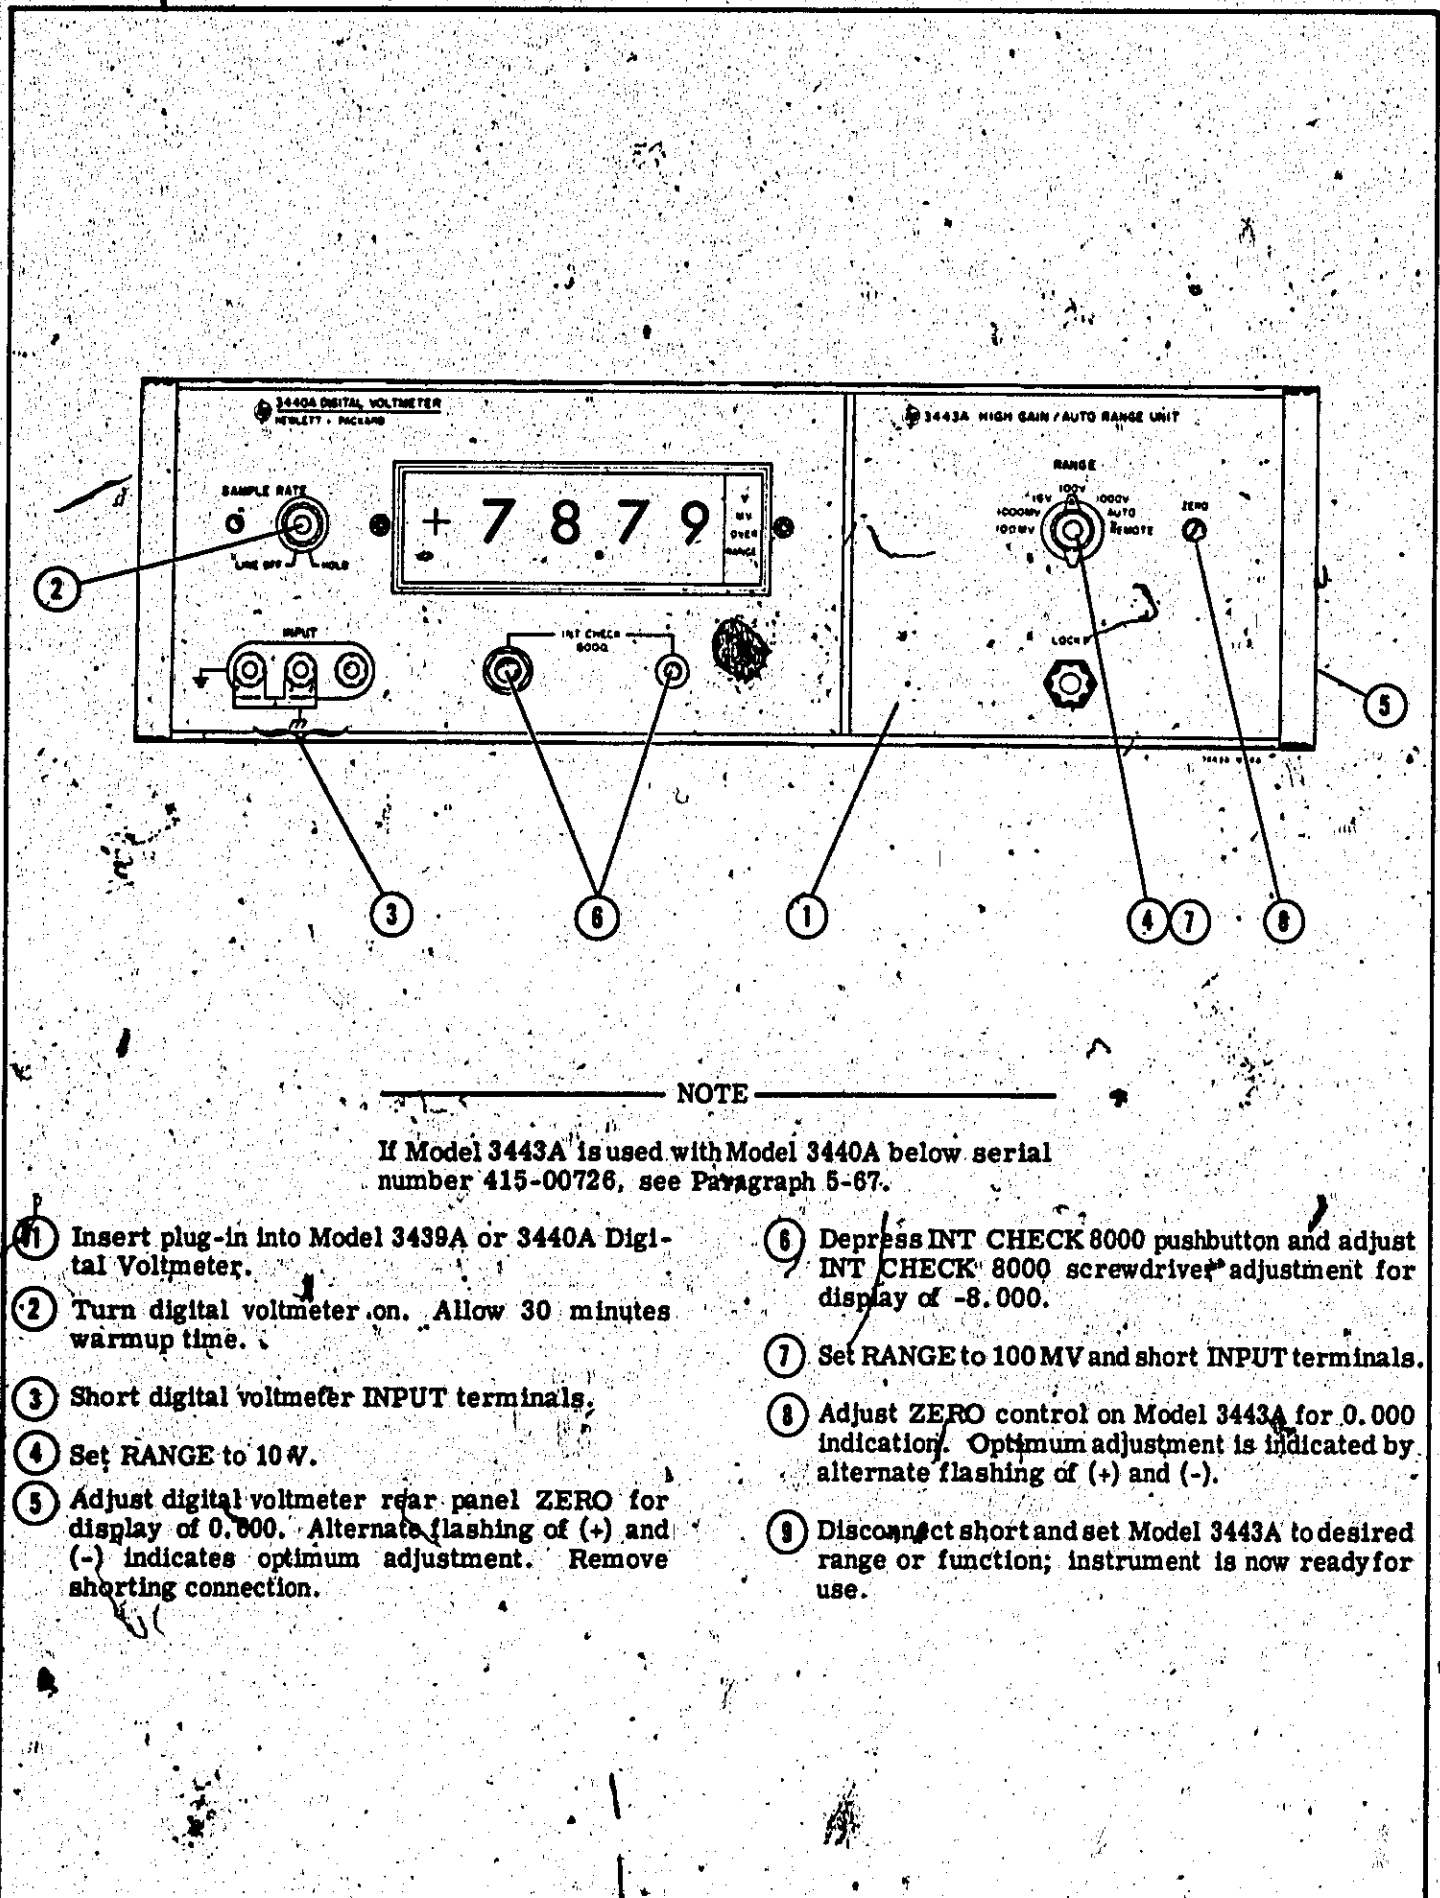 3440A DIGITAL VOLTMETER
HEWLETT · PACKARD
3443A HIGH GAIN / AUTO RANGE UNIT
SAMPLE RATE
LINE OFF
HOLD
+ 7 8.7 9
V
MV
OVER
RANGE
RANGE
100V
1000V
1000MV
AUTO
100MV
REMOTE
ZERO
INPUT
INT CHECK
8000
LOCK
2
5
3
6
1
4
7
8
NOTE
If Model 3443A is used with Model 3440A below serial
number 415-00726, see Paragraph 5-67.
1 Insert plug-in into Model 3439A or 3440A Digi-
tal Voltmeter.
2 Turn digital voltmeter on. Allow 30 minutes
warmup time.
3 Short digital voltmeter INPUT terminals.
4 Set RANGE to 10 V.
5 Adjust digital voltmeter rear panel ZERO for
display of 0.000. Alternate flashing of (+) and
(-) indicates optimum adjustment. Remove
shorting connection.
6 Depress INT CHECK 8000 pushbutton and adjust
INT CHECK 8000 screwdriver adjustment for
display of -8.000.
7 Set RANGE to 100 MV and short INPUT terminals.
8 Adjust ZERO control on Model 3443A for 0.000
indication. Optimum adjustment is indicated by
alternate flashing of (+) and (-).
9 Disconnect short and set Model 3443A to desired
range or function; instrument is now ready for
use.